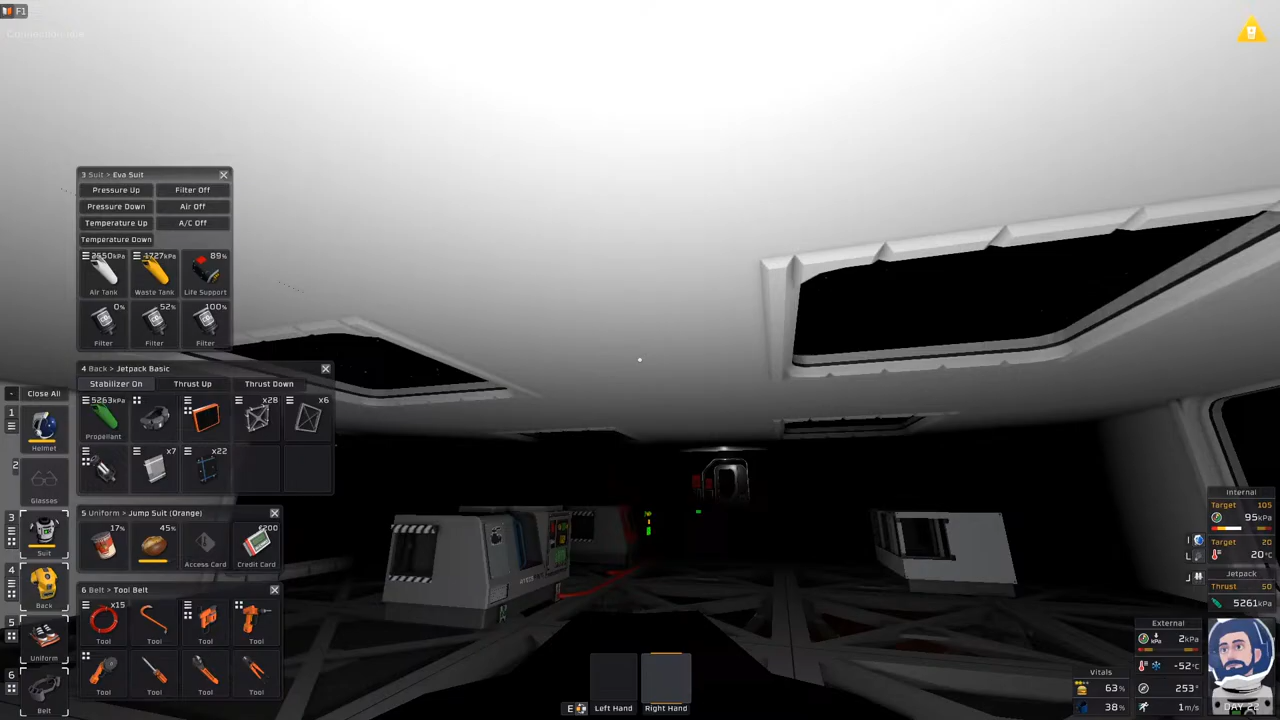 F1
3 Suit > Eva Suit
Pressure Up
Filter Off
Pressure Down
Air Off
Temperature Up
A/C Off
Temperature Down
2550kPa
1727kPa
89%
Air Tank
Waste Tank
Life Support
0%
52%
100%
Filter
Filter
Filter
4 Back > Jetpack Basic
Stabilizer On
Thrust Up
Thrust Down
5263kPa
x28
x6
Propellant
x7
x22
5 Uniform > Jump Suit (Orange)
17%
45%
₡200
Access Card
Credit Card
6 Belt > Tool Belt
x15
Tool
Tool
Tool
Tool
Tool
Tool
Tool
Tool
-
Close All
1
Helmet
2
Glasses
3
Suit
4
Back
5
Uniform
6
Belt
E
Left Hand
Right Hand
Internal
Target 105
95kPa
Target 20
20°C
Jetpack
Thrust 50
5261kPa
External
kPa
2kPa
-52°C
253°
1m/s
Vitals
63%
38%
DAY 22